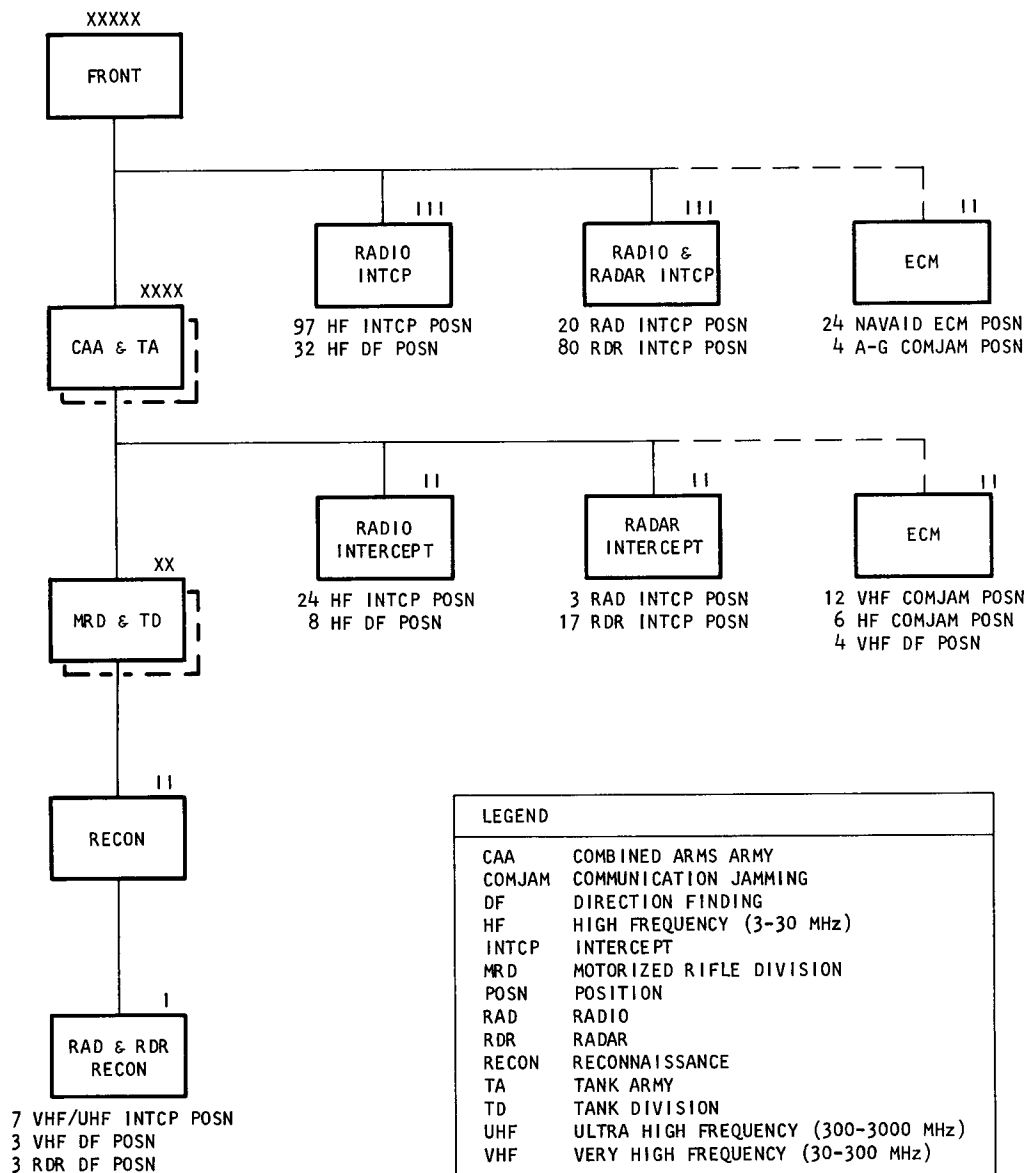 XXXXX
FRONT
III
RADIO
INTCP
97 HF INTCP POSN
32 HF DF POSN
III
RADIO &
RADAR INTCP
20 RAD INTCP POSN
80 RDR INTCP POSN
II
ECM
24 NAVAID ECM POSN
4 A-G COMJAM POSN
XXXX
CAA & TA
II
RADIO
INTERCEPT
24 HF INTCP POSN
8 HF DF POSN
II
RADAR
INTERCEPT
3 RAD INTCP POSN
17 RDR INTCP POSN
II
ECM
12 VHF COMJAM POSN
6 HF COMJAM POSN
4 VHF DF POSN
XX
MRD & TD
II
RECON
I
RAD & RDR
RECON
7 VHF/UHF INTCP POSN
3 VHF DF POSN
3 RDR DF POSN
LEGEND
CAA COMBINED ARMS ARMY
COMJAM COMMUNICATION JAMMING
DF DIRECTION FINDING
HF HIGH FREQUENCY (3-30 MHz)
INTCP INTERCEPT
MRD MOTORIZED RIFLE DIVISION
POSN POSITION
RAD RADIO
RDR RADAR
RECON RECONNAISSANCE
TA TANK ARMY
TD TANK DIVISION
UHF ULTRA HIGH FREQUENCY (300-3000 MHz)
VHF VERY HIGH FREQUENCY (30-300 MHz)